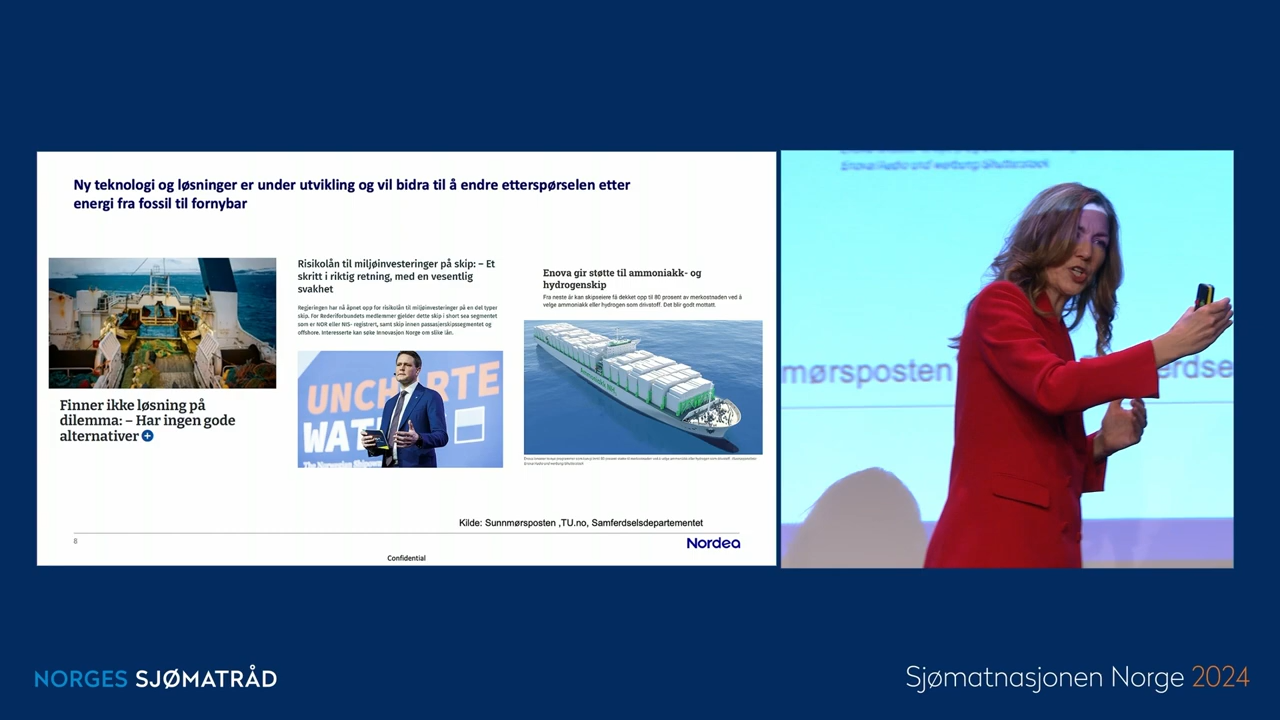 Ny teknologi og løsninger er under utvikling og vil bidra til å endre etterspørselen etter
energi fra fossil til fornybar
Finner ikke løsning på
dilemma: – Har ingen gode
alternativer
Risikolån til miljøinvesteringer på skip: – Et
skritt i riktig retning, med en vesentlig
svakhet
Regjeringen har nå åpnet opp for risikolån til miljøinvesteringer på en del typer
skip. For Rederiforbundets medlemmer gjelder dette skip i short sea segmentet
som er NOR eller NIS- registrert, samt skip innen passasjerskipssegmentet og
offshore. Interesserte kan søke Innovasjon Norge om slike lån.
UNCH RTE
WAT
Enova gir støtte til ammoniakk- og
hydrogenskip
Fra neste år kan skipseiere få dekket opp til 80 prosent av merkostnaden ved å
velge ammoniakk eller hydrogen som drivstoff. Det blir godt mottatt.
Kilde: Sunnmørsposten ,TU.no, Samferdselsdepartementet
8
Nordea
Confidential
mørsposten
erdse
NORGES SJØMATRÅD
Sjømatnasjonen Norge 2024